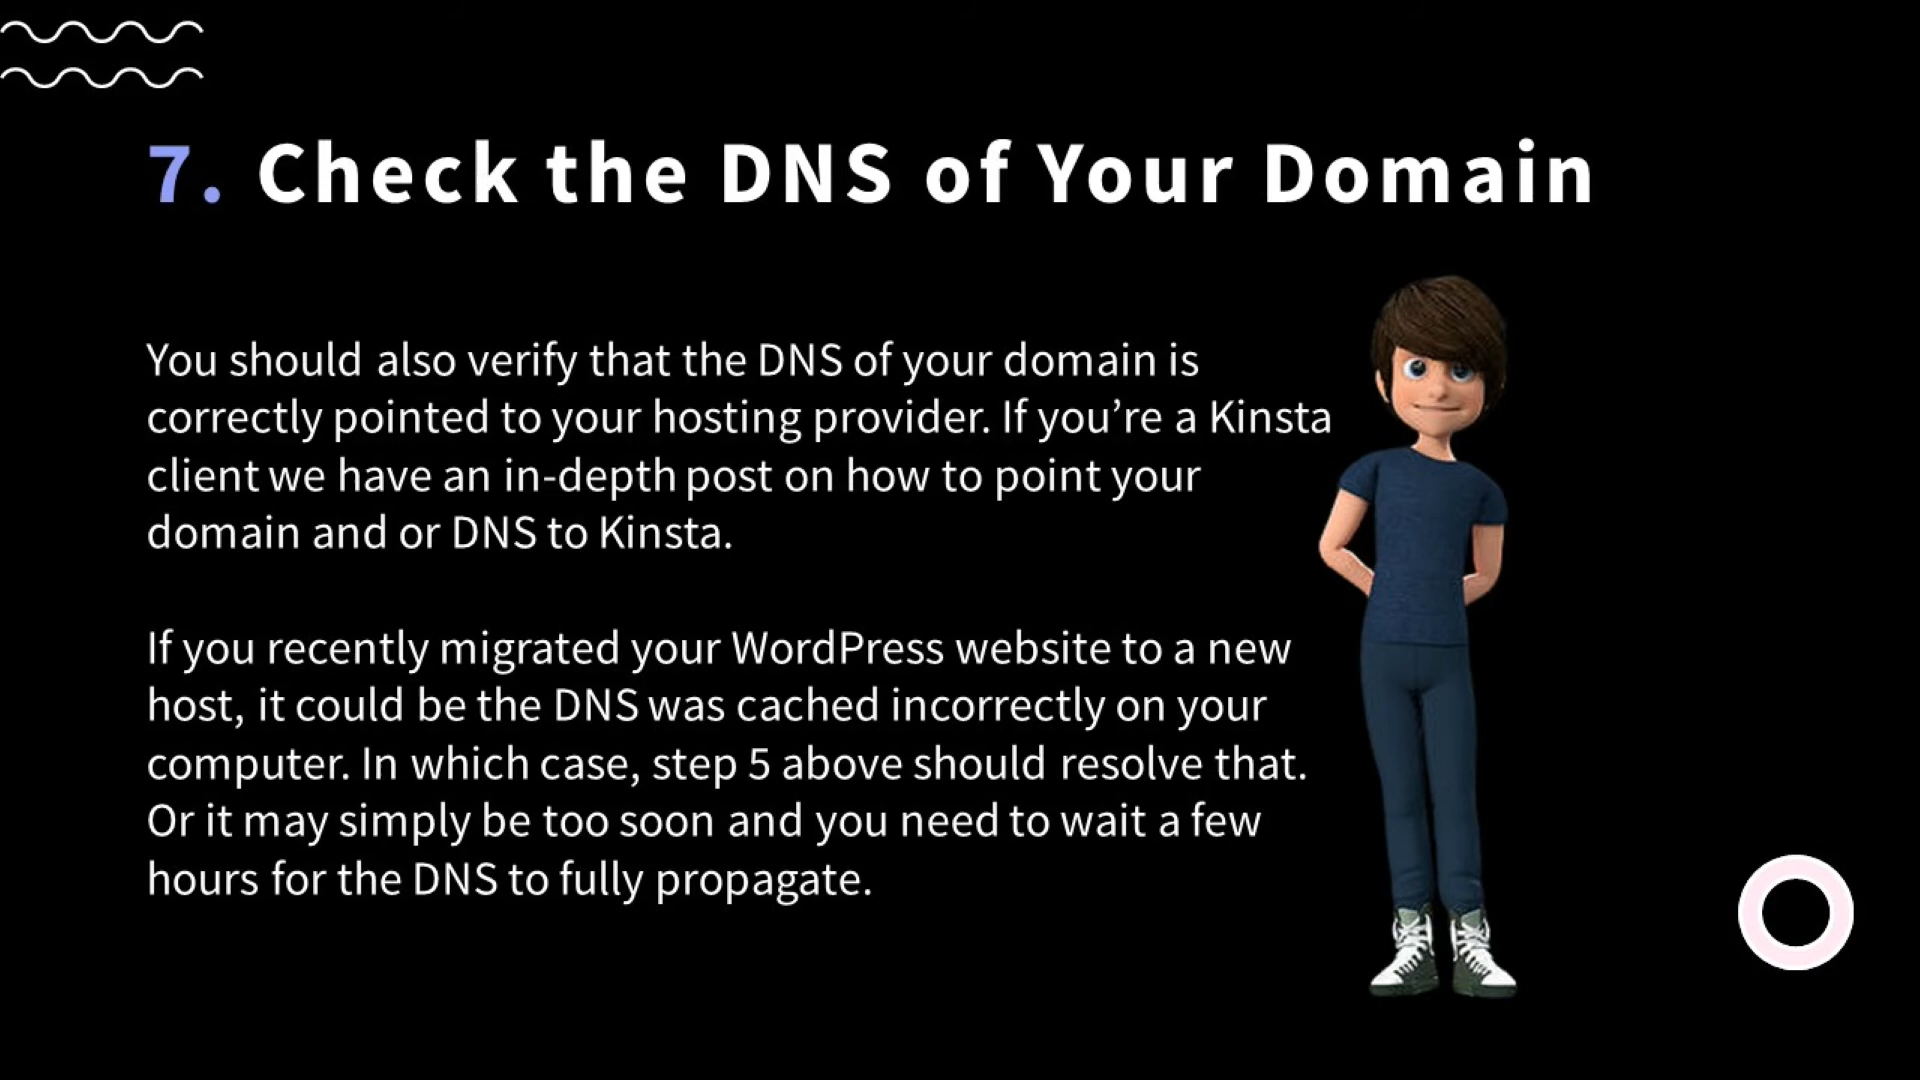 7. Check the DNS of Your Domain
You should also verify that the DNS of your domain is
correctly pointed to your hosting provider. If you’re a Kinsta
client we have an in-depth post on how to point your
domain and or DNS to Kinsta.
If you recently migrated your WordPress website to a new
host, it could be the DNS was cached incorrectly on your
computer. In which case, step 5 above should resolve that.
Or it may simply be too soon and you need to wait a few
hours for the DNS to fully propagate.